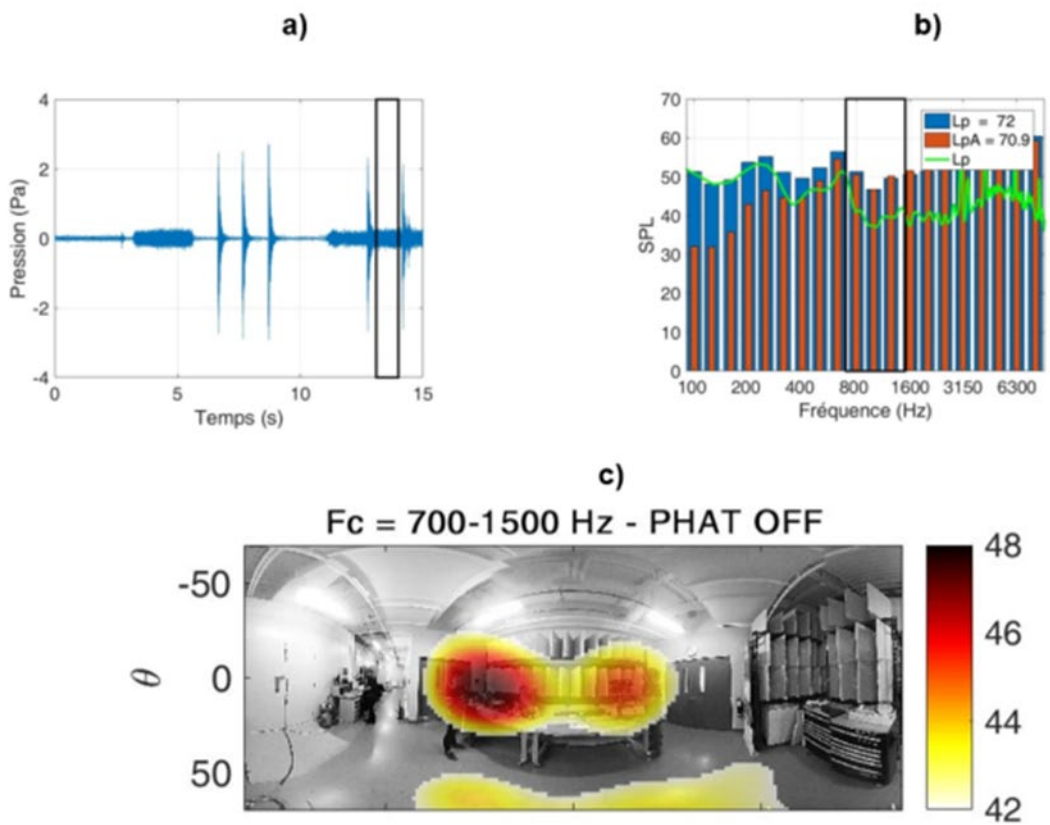 a)
4
2
0
-2
-4
Pression (Pa)
0 5 10 15
Temps (s)
b)
70
60
50
40
30
20
10
0
SPL
Lp = 72
LpA = 70.9
Lp
100 200 400 800 1600 3150 6300
Fréquence (Hz)
c)
Fc = 700-1500 Hz - PHAT OFF
-50
0
50
θ
48
46
44
42